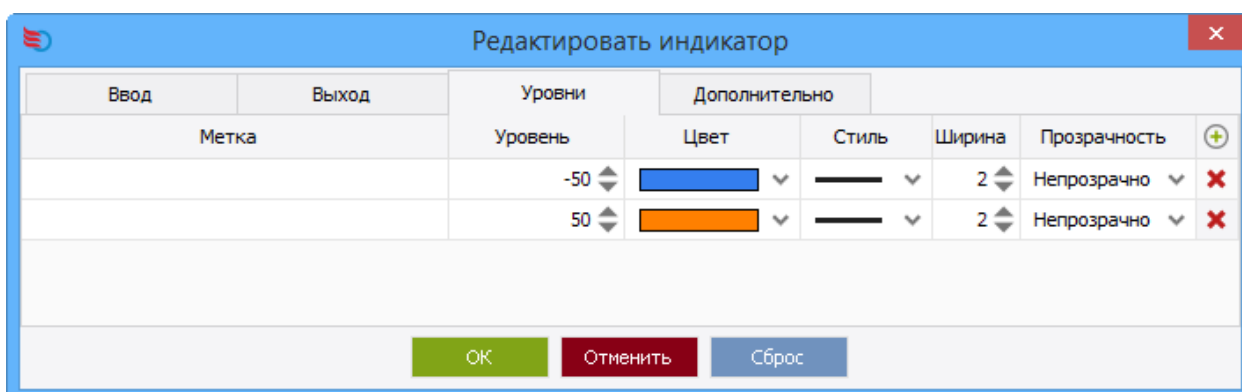 Редактировать индикатор
Ввод Выход Уровни Дополнительно
Метка Уровень Цвет Стиль Ширина Прозрачность
-50 2 Непрозрачно
50 2 Непрозрачно
OK Отменить Сброс